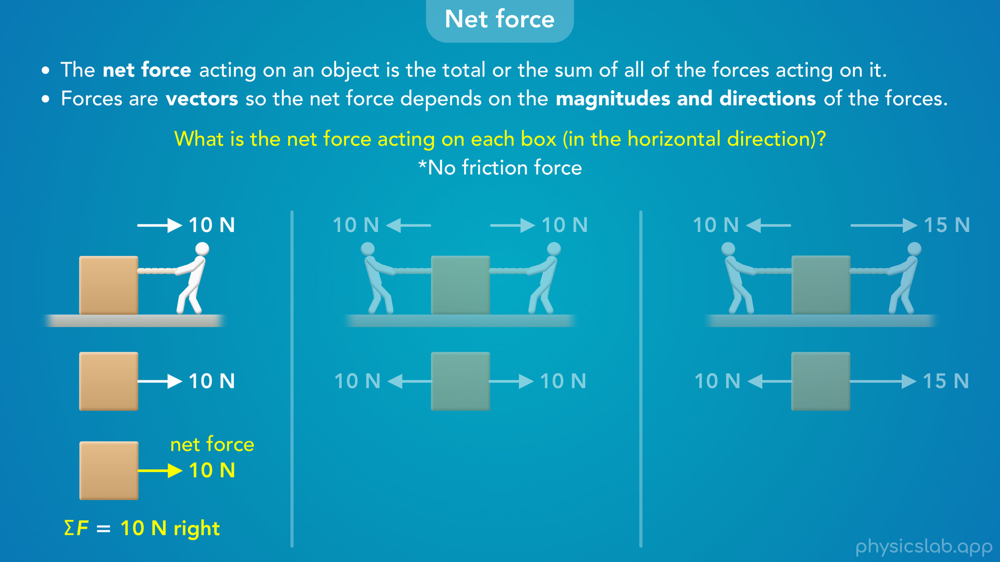 Net force
• The net force acting on an object is the total or the sum of all of the forces acting on it.
• Forces are vectors so the net force depends on the magnitudes and directions of the forces.
What is the net force acting on each box (in the horizontal direction)?
*No friction force
10 N
10 N
10 N
10 N
15 N
10 N
10 N
10 N
10 N
15 N
net force
10 N
ΣF = 10 N right
physicslab.app